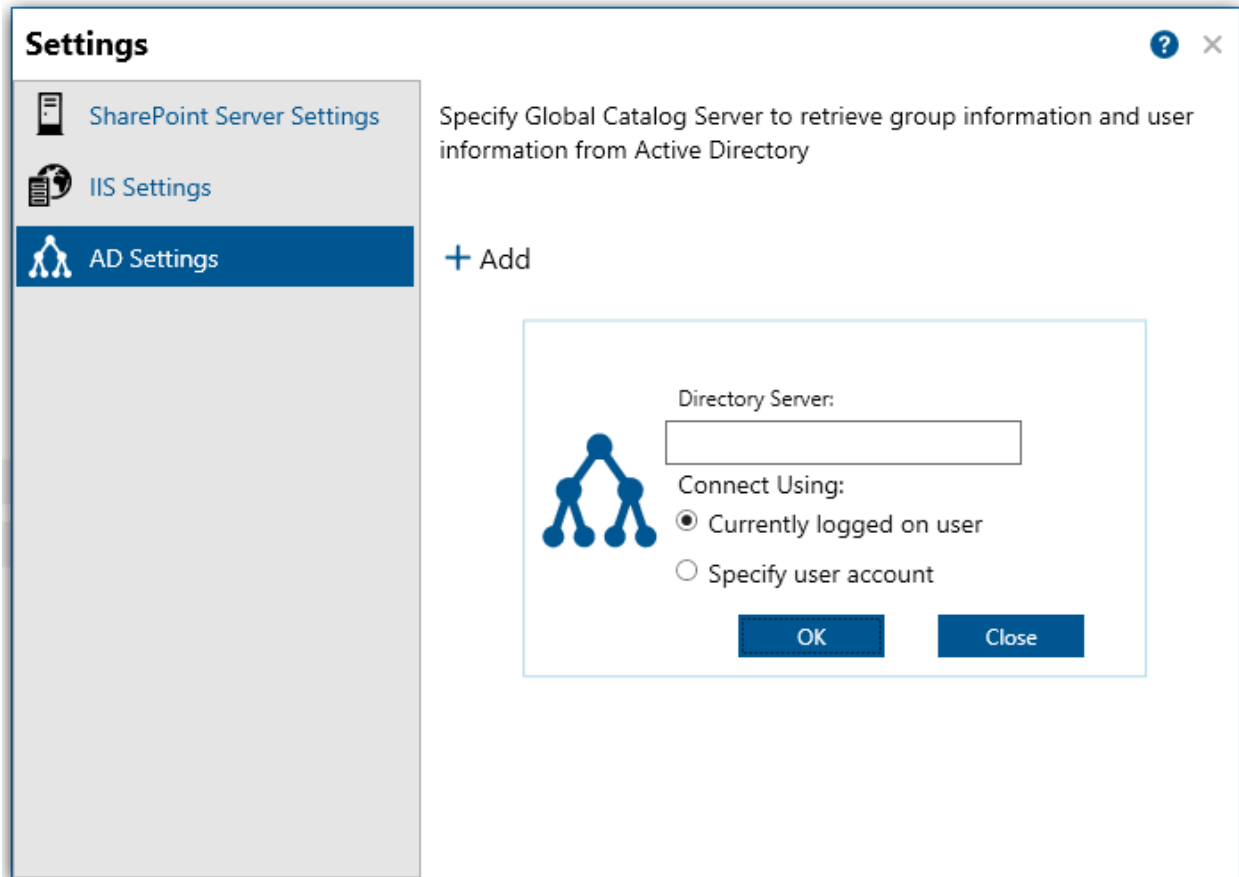 Settings
?
SharePoint Server Settings
IIS Settings
AD Settings
Specify Global Catalog Server to retrieve group information and user
information from Active Directory
+ Add
Directory Server:
Connect Using:
Currently logged on user
Specify user account
OK
Close